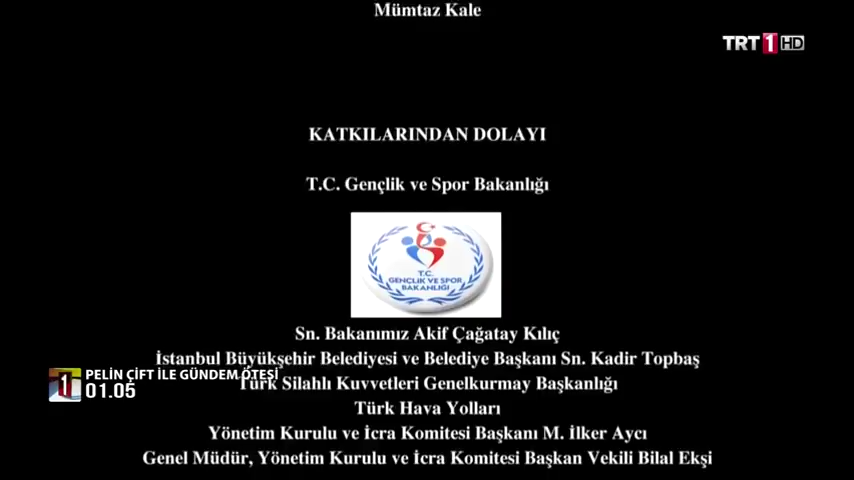 Mümtaz Kale
TRT 1 HD
KATKILARINDAN DOLAYI
T.C. Gençlik ve Spor Bakanlığı
T.C.
GENÇLİK VE SPOR
BAKANLIĞI
Sn. Bakanımız Akif Çağatay Kılıç
İstanbul Büyükşehir Belediyesi ve Belediye Başkanı Sn. Kadir Topbaş
1 PELİN ÇİFT İLE GÜNDEM ÖTESİ
01.05
Türk Silahlı Kuvvetleri Genelkurmay Başkanlığı
Türk Hava Yolları
Yönetim Kurulu ve İcra Komitesi Başkanı M. İlker Aycı
Genel Müdür, Yönetim Kurulu ve İcra Komitesi Başkan Vekili Bilal Ekşi